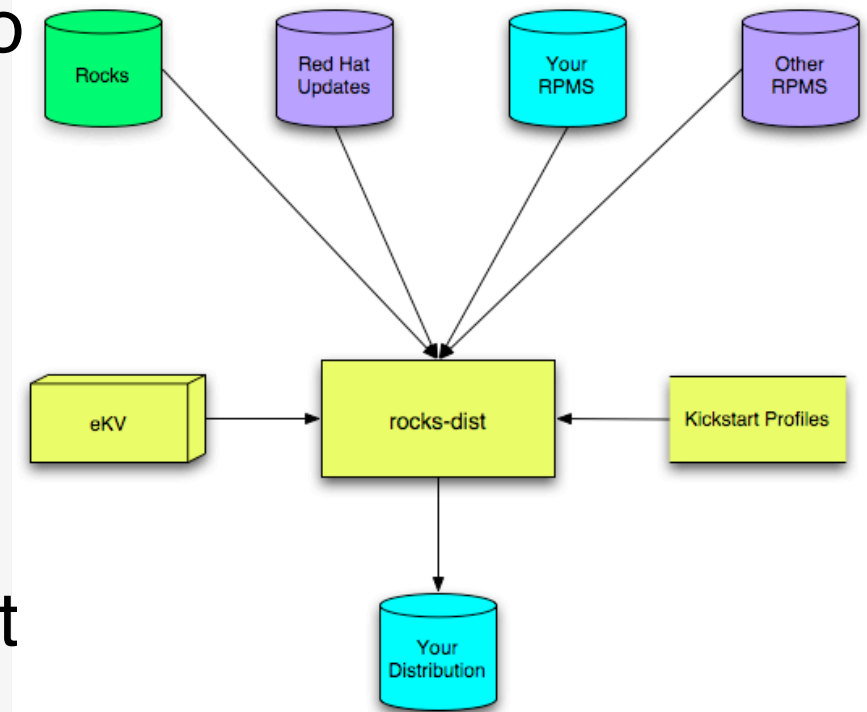 o
Rocks
Red Hat
Updates
Your
RPMS
Other
RPMS
eKV
rocks-dist
Kickstart Profiles
t
Your
Distribution